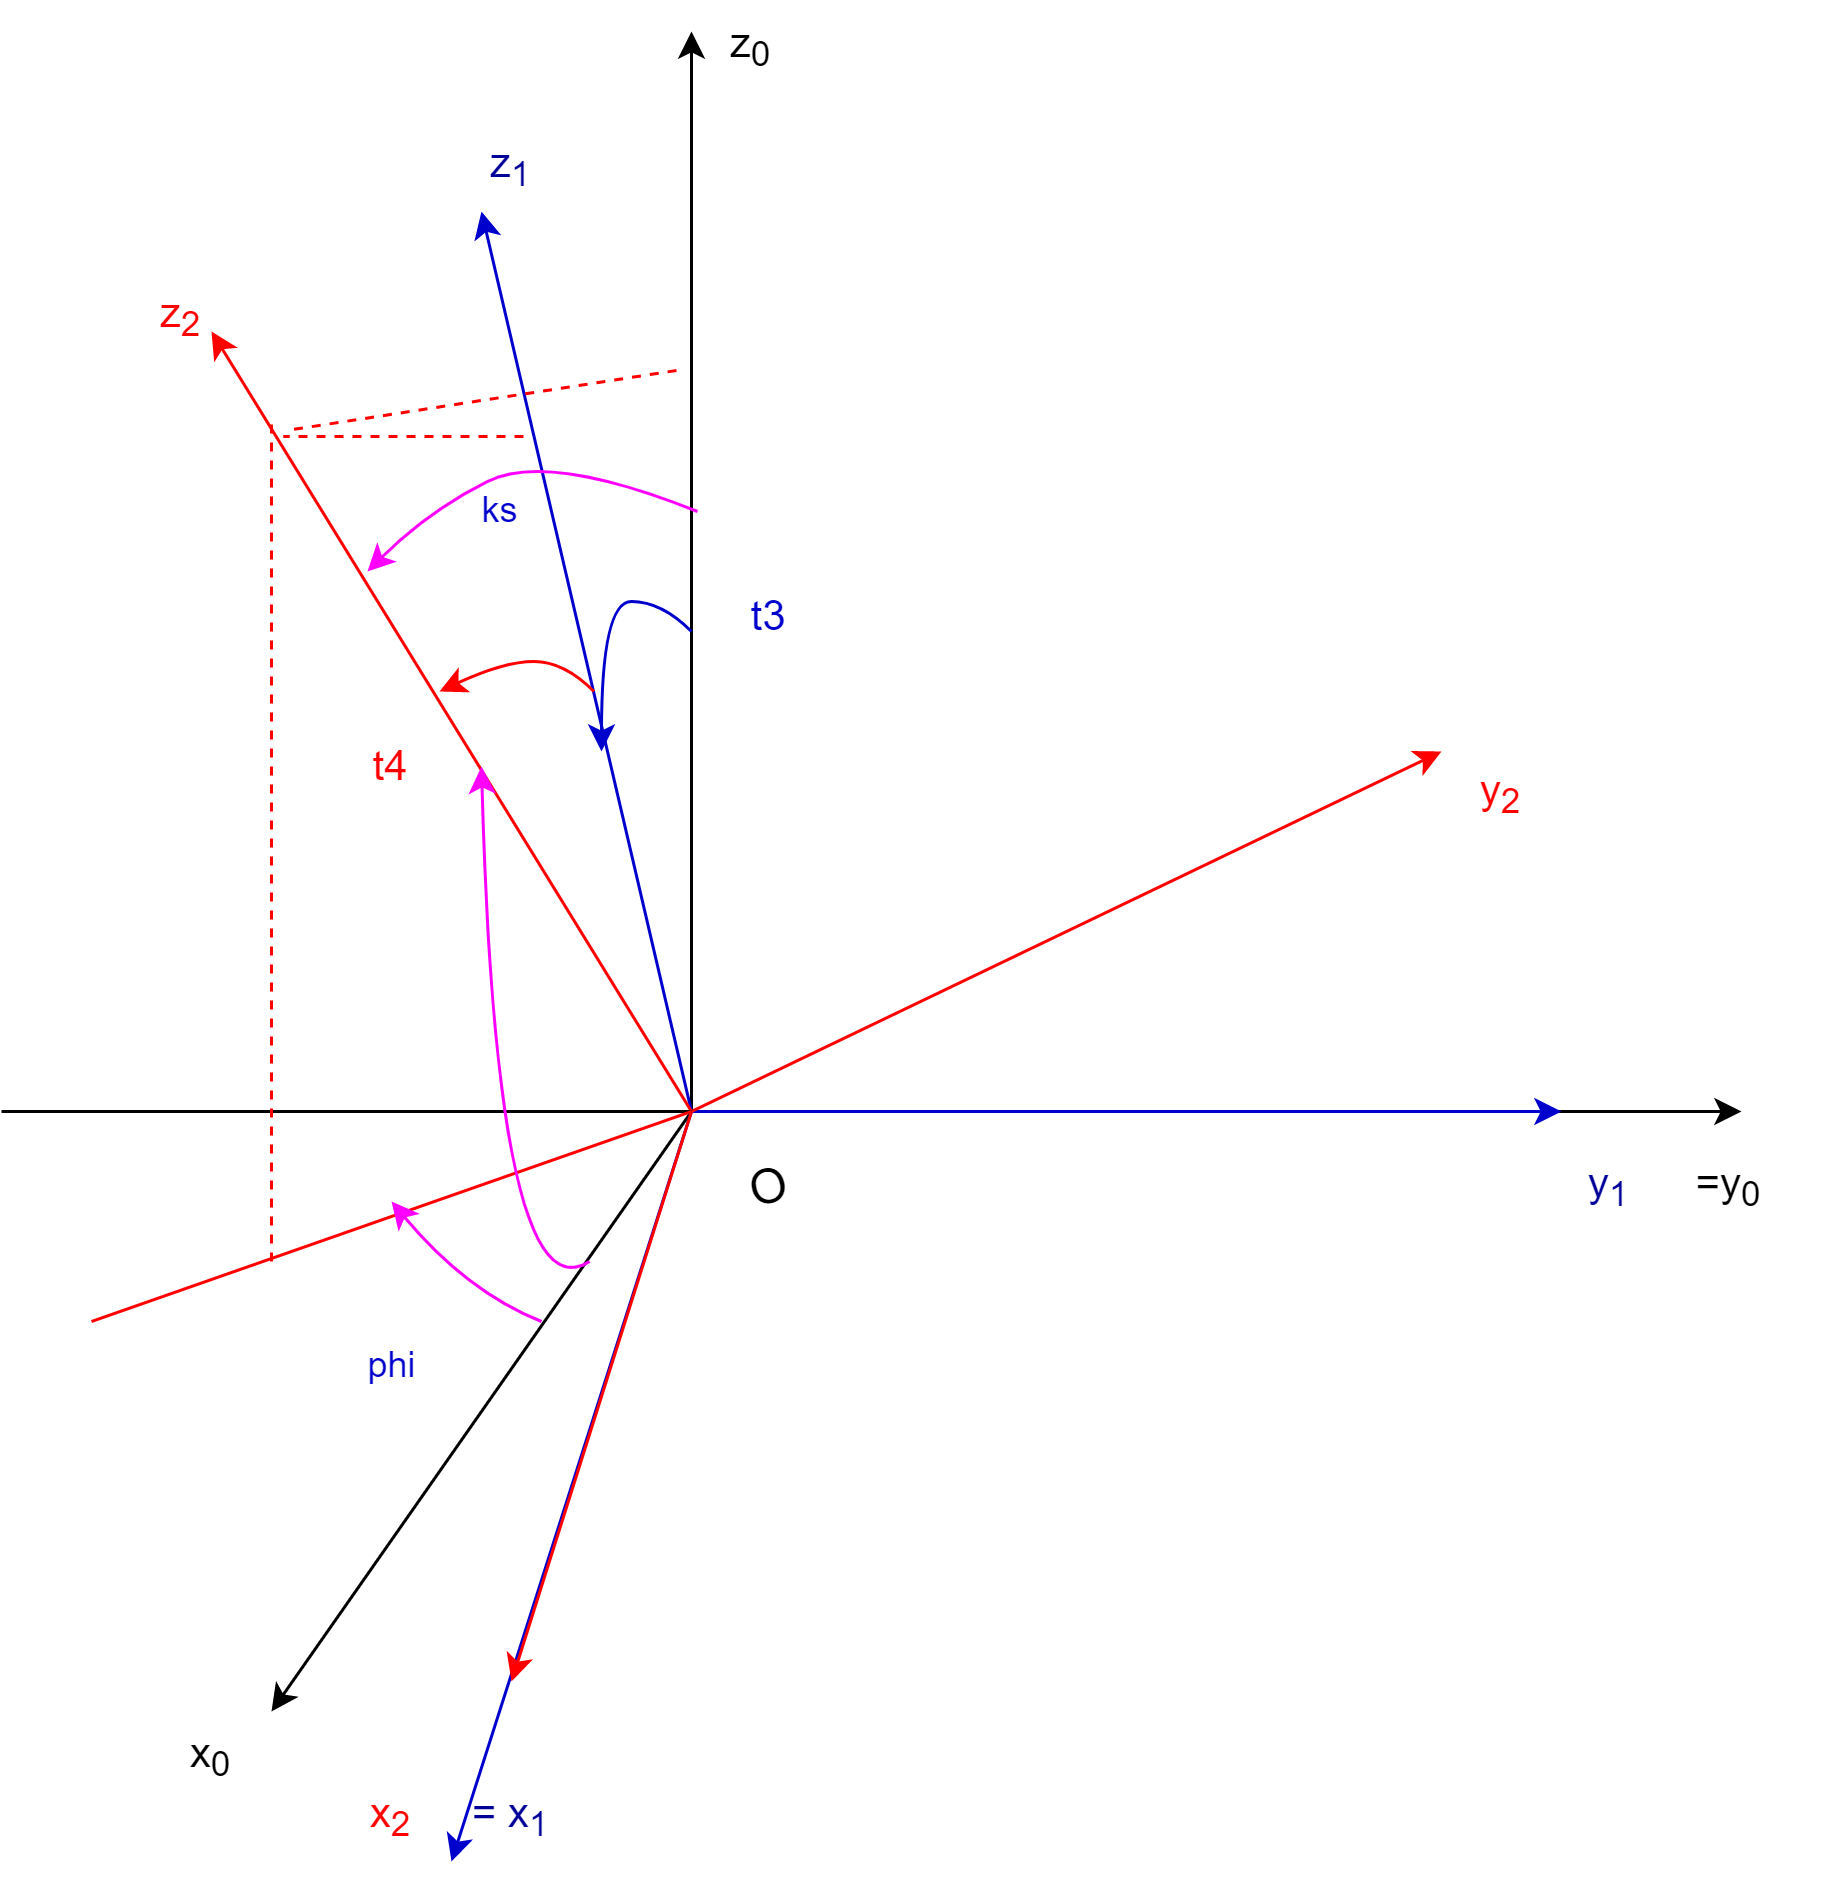 z₀
z₁
z₂
ks
t3
t4
y₂
O
y₁ =y₀
phi
x₀
x₂ = x₁